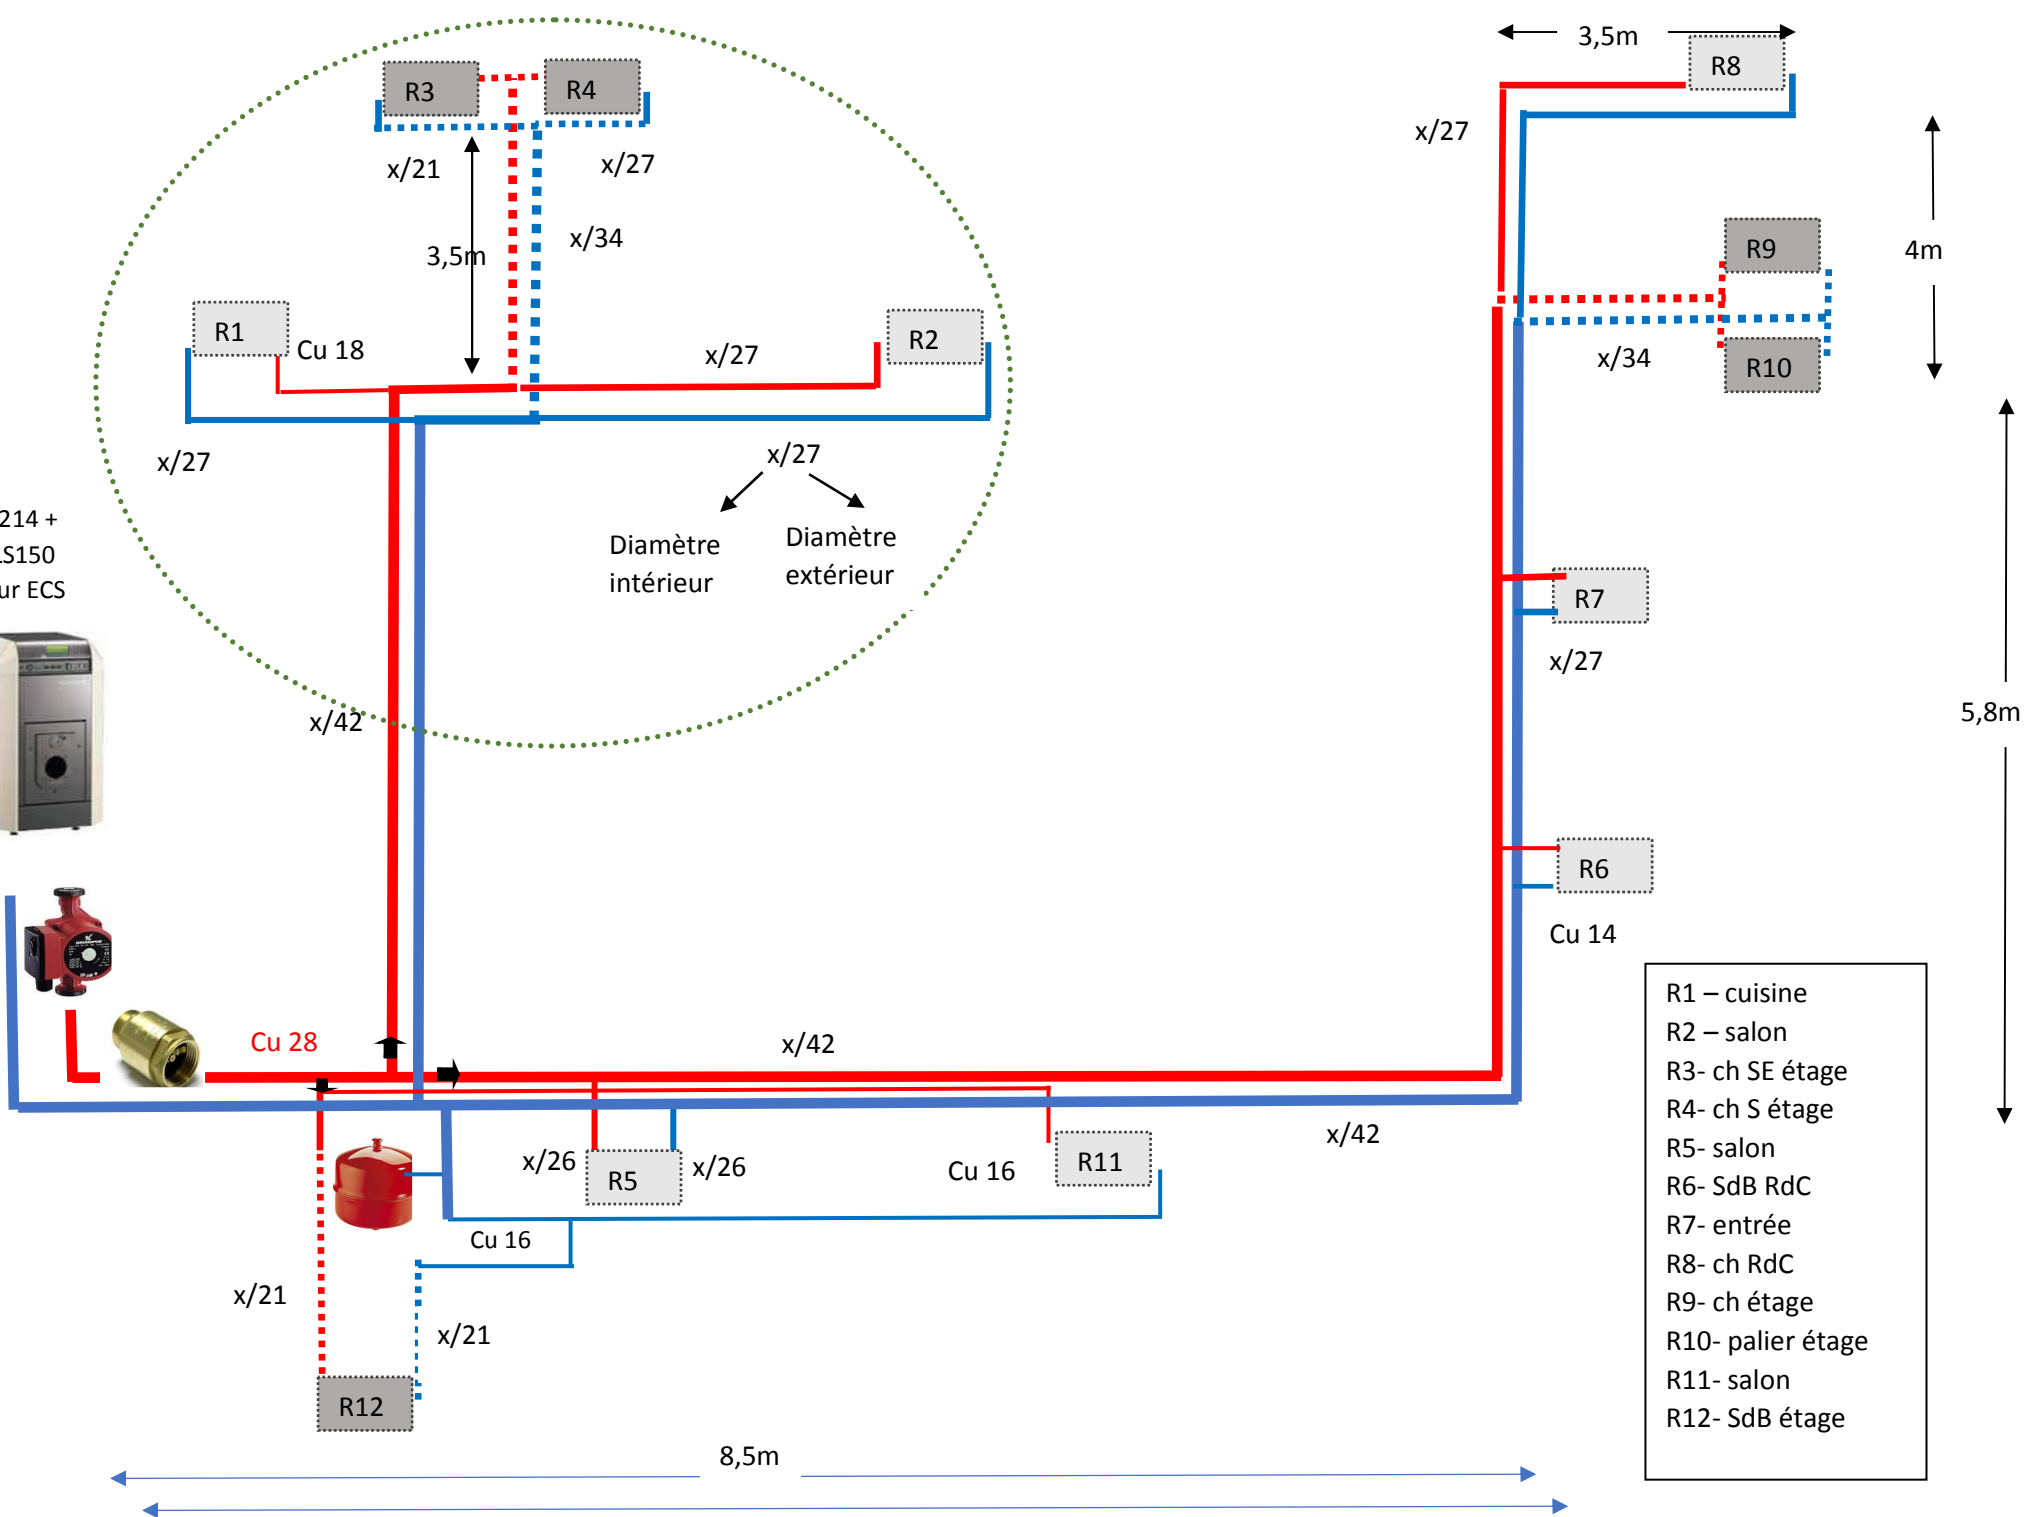 3,5m
R8
R3
R4
x/27
x/21
x/27
x/34
3,5m
R9
4m
R1
Cu 18
x/27
R2
x/34
R10
x/27
x/27
214 +
LS150
ur ECS
Diamètre
intérieur
Diamètre
extérieur
R7
x/27
x/42
5,8m
R6
Cu 14
Cu 28
x/42
x/42
x/26
R5
x/26
Cu 16
R11
Cu 16
x/21
x/21
R12
8,5m
R1 – cuisine
R2 – salon
R3- ch SE étage
R4- ch S étage
R5- salon
R6- SdB RdC
R7- entrée
R8- ch RdC
R9- ch étage
R10- palier étage
R11- salon
R12- SdB étage